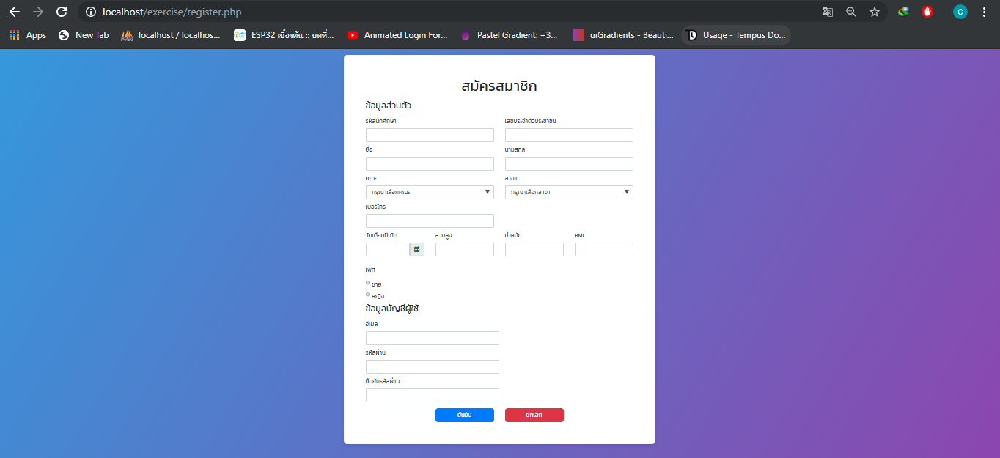 localhost/exercise/register.php
C
Apps New Tab localhost / localhos... ESP32 เบื้องต้น :: บทที่... Animated Login For... Pastel Gradient: +3... uiGradients - Beauti... Usage - Tempus Do...
สมัครสมาชิก
ข้อมูลส่วนตัว
รหัสนักศึกษา เลขประจำตัวประชาชน
ชื่อ นามสกุล
คณะ สาขา
กรุณาเลือกคณะ กรุณาเลือกสาขา
เบอร์โทร
วันเดือนปีเกิด ส่วนสูง น้ำหนัก BMI
เพศ
ชาย
หญิง
ข้อมูลบัญชีผู้ใช้
อีเมล
รหัสผ่าน
ยืนยันรหัสผ่าน
ยืนยัน ยกเลิก